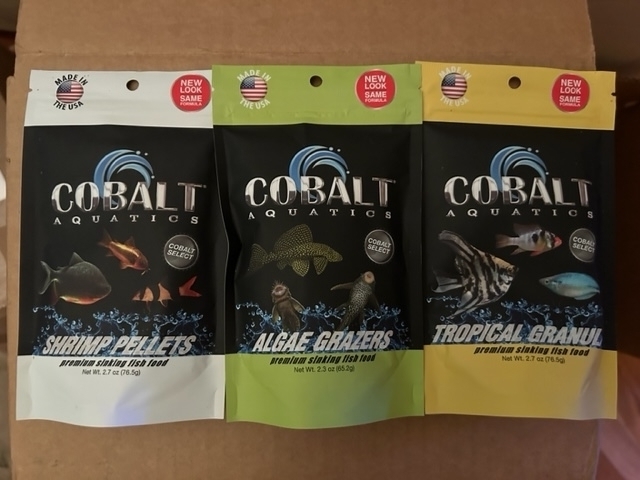 MADE IN
THE USA
NEW
LOOK
SAME
FORMULA
COBALT
AQUATICS
COBALT
SELECT
SHRIMP PELLETS
premium sinking fish food
Net Wt. 2.7 oz (76.5g)
MADE IN
THE USA
NEW
LOOK
SAME
FORMULA
COBALT
AQUATICS
COBALT
SELECT
ALGAE GRAZERS
premium sinking fish food
Net Wt. 2.3 oz (65.2g)
MADE IN
THE USA
NEW
LOOK
SAME
FORMULA
COBALT
AQUATICS
COBALT
SELECT
TROPICAL GRANUL
premium sinking fish food
Net Wt. 2.7 oz (76.5g)